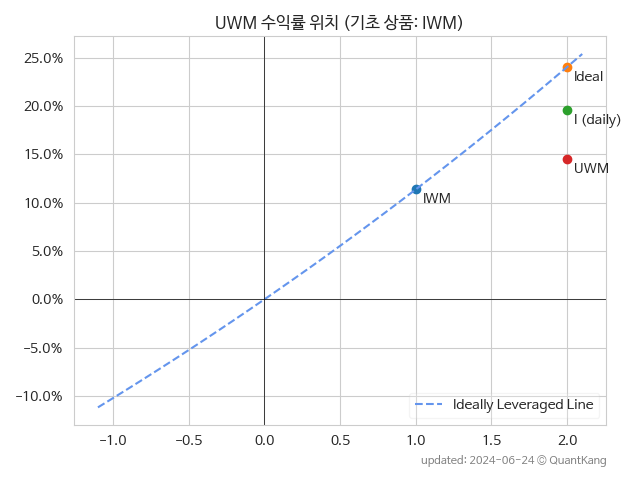 UWM 수익률 위치 (기초 상품: IWM)
25.0%
20.0%
15.0%
10.0%
5.0%
0.0%
−5.0%
−10.0%
Ideal
I (daily)
UWM
IWM
Ideally Leveraged Line
−1.0 −0.5 0.0 0.5 1.0 1.5 2.0
updated: 2024-06-24 © QuantKang